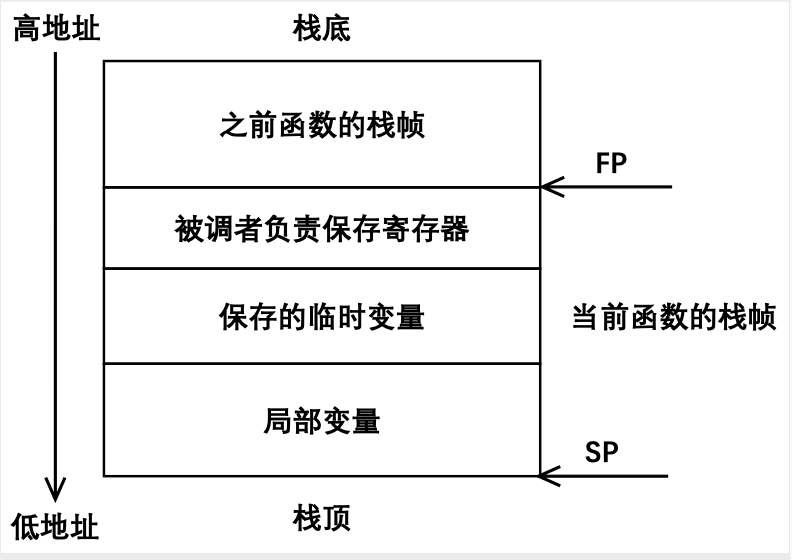 高地址
栈底
之前函数的栈帧
FP
被调者负责保存寄存器
保存的临时变量
当前函数的栈帧
局部变量
SP
栈顶
低地址